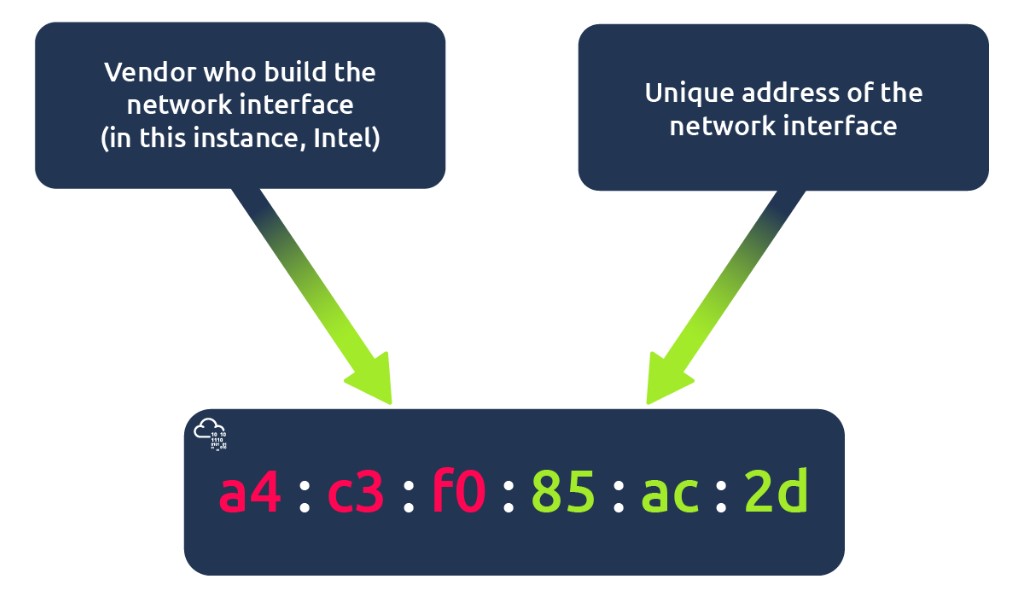 Vendor who build the
network interface
(in this instance, Intel)
Unique address of the
network interface
a4 : c3 : f0 : 85 : ac : 2d